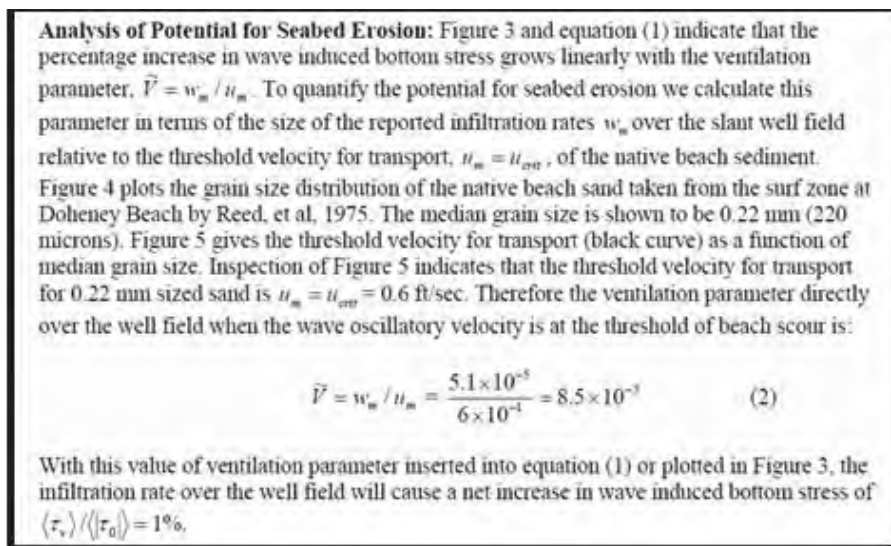 Analysis of Potential for Seabed Erosion: Figure 3 and equation (1) indicate that the
percentage increase in wave induced bottom stress grows linearly with the ventilation
parameter, Ṽ = wₘ / uₘ . To quantify the potential for seabed erosion we calculate this
parameter in terms of the size of the reported infiltration rates wₘ over the slant well field
relative to the threshold velocity for transport, uₘ = u_crit , of the native beach sediment.
Figure 4 plots the grain size distribution of the native beach sand taken from the surf zone at
Doheney Beach by Reed, et al, 1975. The median grain size is shown to be 0.22 mm (220
microns). Figure 5 gives the threshold velocity for transport (black curve) as a function of
median grain size. Inspection of Figure 5 indicates that the threshold velocity for transport
for 0.22 mm sized sand is uₘ = u_crit = 0.6 ft/sec. Therefore the ventilation parameter directly
over the well field when the wave oscillatory velocity is at the threshold of beach scour is:
Ṽ = wₘ / uₘ = 5.1×10⁻⁵ / 6×10⁻¹ = 8.5×10⁻⁵ (2)
With this value of ventilation parameter inserted into equation (1) or plotted in Figure 3, the
infiltration rate over the well field will cause a net increase in wave induced bottom stress of
⟨τᵥ⟩/⟨|τ₀|⟩ = 1%.